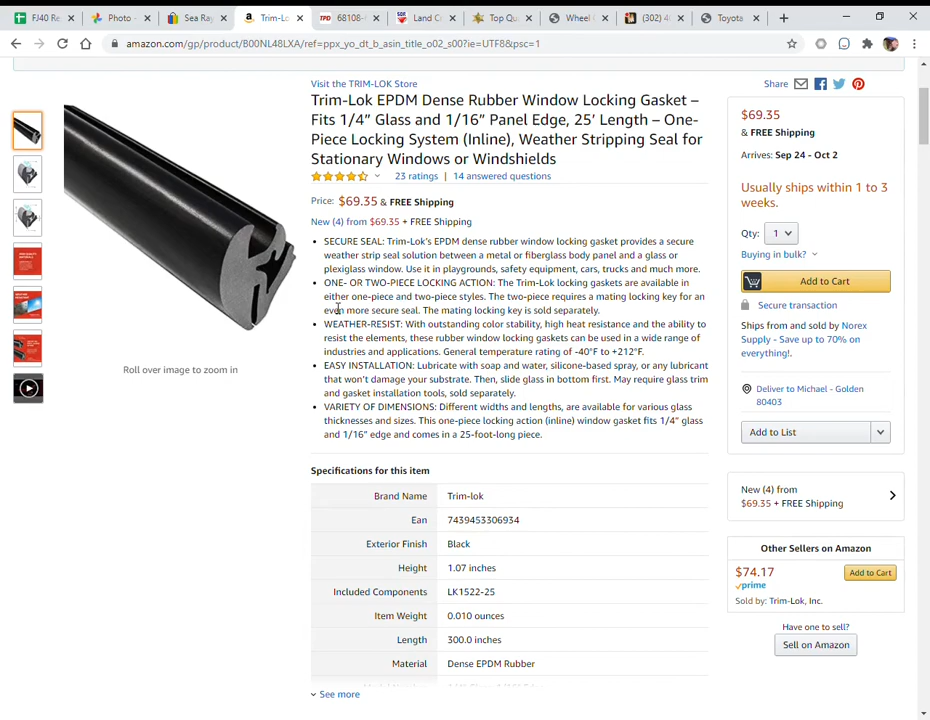 FJ40 Re
Photo -
Sea Ray
Trim-Lo
68108-
Land C
Top Qu
Wheel
(302) 4
Toyota
amazon.com/gp/product/B00NL48LXA/ref=ppx_yo_dt_b_asin_title_o02_s00?ie=UTF8&psc=1
Visit the TRIM-LOK Store
Share
Trim-Lok EPDM Dense Rubber Window Locking Gasket –
Fits 1/4” Glass and 1/16” Panel Edge, 25’ Length – One-
Piece Locking System (Inline), Weather Stripping Seal for
Stationary Windows or Windshields
23 ratings | 14 answered questions
Price: $69.35 & FREE Shipping
New (4) from $69.35 + FREE Shipping
• SECURE SEAL: Trim-Lok’s EPDM dense rubber window locking gasket provides a secure
weather strip seal solution between a metal or fiberglass body panel and a glass or
plexiglass window. Use it in playgrounds, safety equipment, cars, trucks and much more.
• ONE- OR TWO-PIECE LOCKING ACTION: The Trim-Lok locking gaskets are available in
either one-piece and two-piece styles. The two-piece requires a mating locking key for an
even more secure seal. The mating locking key is sold separately.
• WEATHER-RESIST: With outstanding color stability, high heat resistance and the ability to
resist the elements, these rubber window locking gaskets can be used in a wide range of
industries and applications. General temperature rating of -40°F to +212°F.
• EASY INSTALLATION: Lubricate with soap and water, silicone-based spray, or any lubricant
that won’t damage your substrate. Then, slide glass in bottom first. May require glass trim
and gasket installation tools, sold separately.
• VARIETY OF DIMENSIONS: Different widths and lengths, are available for various glass
thicknesses and sizes. This one-piece locking action (inline) window gasket fits 1/4” glass
and 1/16” edge and comes in a 25-foot-long piece.
Roll over image to zoom in
Specifications for this item
Brand Name Trim-lok
Ean 7439453306934
Exterior Finish Black
Height 1.07 inches
Included Components LK1522-25
Item Weight 0.010 ounces
Length 300.0 inches
Material Dense EPDM Rubber
See more
$69.35
& FREE Shipping
Arrives: Sep 24 - Oct 2
Usually ships within 1 to 3
weeks.
Qty: 1
Buying in bulk?
Add to Cart
Secure transaction
Ships from and sold by Norex
Supply - Save up to 70% on
everything!.
Deliver to Michael - Golden
80403
Add to List
New (4) from
$69.35 + FREE Shipping
Other Sellers on Amazon
$74.17
Add to Cart
prime
Sold by: Trim-Lok, Inc.
Have one to sell?
Sell on Amazon